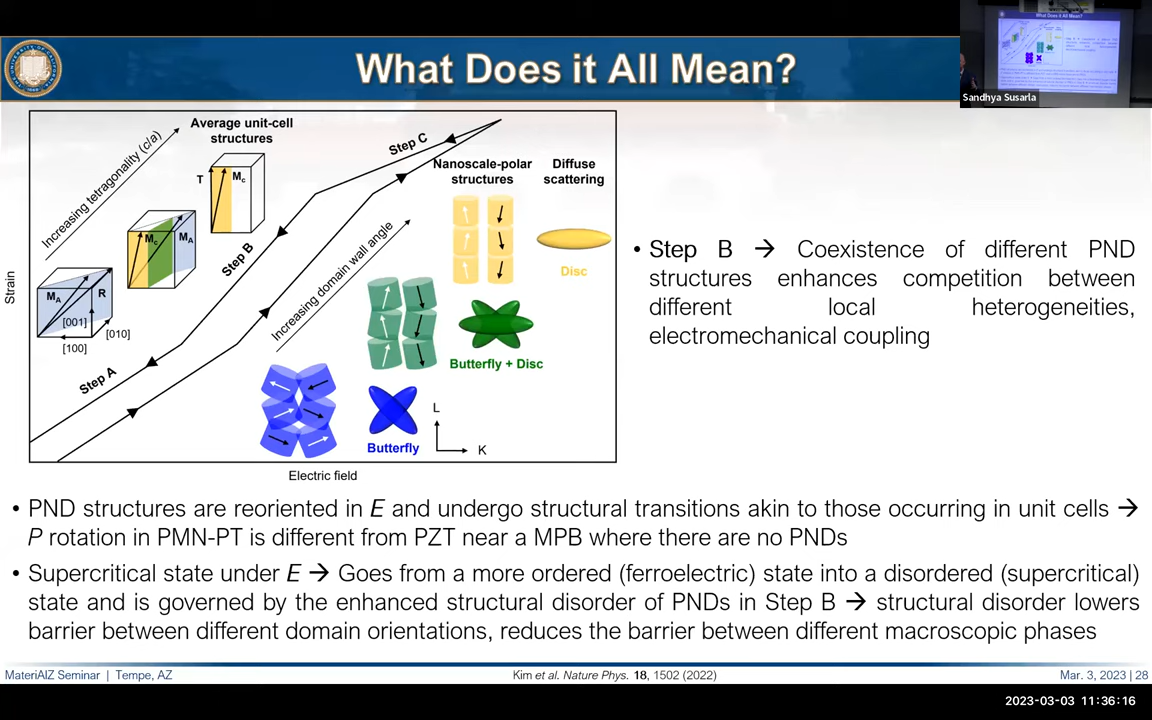 What Does it All Mean?
What Does it All Mean?
Sandhya Susarla
Average unit-cell
structures
Increasing tetragonality (c/a)
T
Mc
Mc
MA
MA
R
[001]
[010]
[100]
Step C
Step B
Step A
Increasing domain wall angle
Nanoscale-polar
structures
Diffuse
scattering
Disc
Butterfly + Disc
Butterfly
L
K
Strain
Electric field
• Step B → Coexistence of different PND
structures enhances competition between
different local heterogeneities,
electromechanical coupling
• PND structures are reoriented in E and undergo structural transitions akin to those occurring in unit cells →
P rotation in PMN-PT is different from PZT near a MPB where there are no PNDs
• Supercritical state under E → Goes from a more ordered (ferroelectric) state into a disordered (supercritical)
state and is governed by the enhanced structural disorder of PNDs in Step B → structural disorder lowers
barrier between different domain orientations, reduces the barrier between different macroscopic phases
MateriAlZ Seminar | Tempe, AZ
Kim et al. Nature Phys. 18, 1502 (2022)
Mar. 3, 2023 | 28
2023-03-03 11:36:16